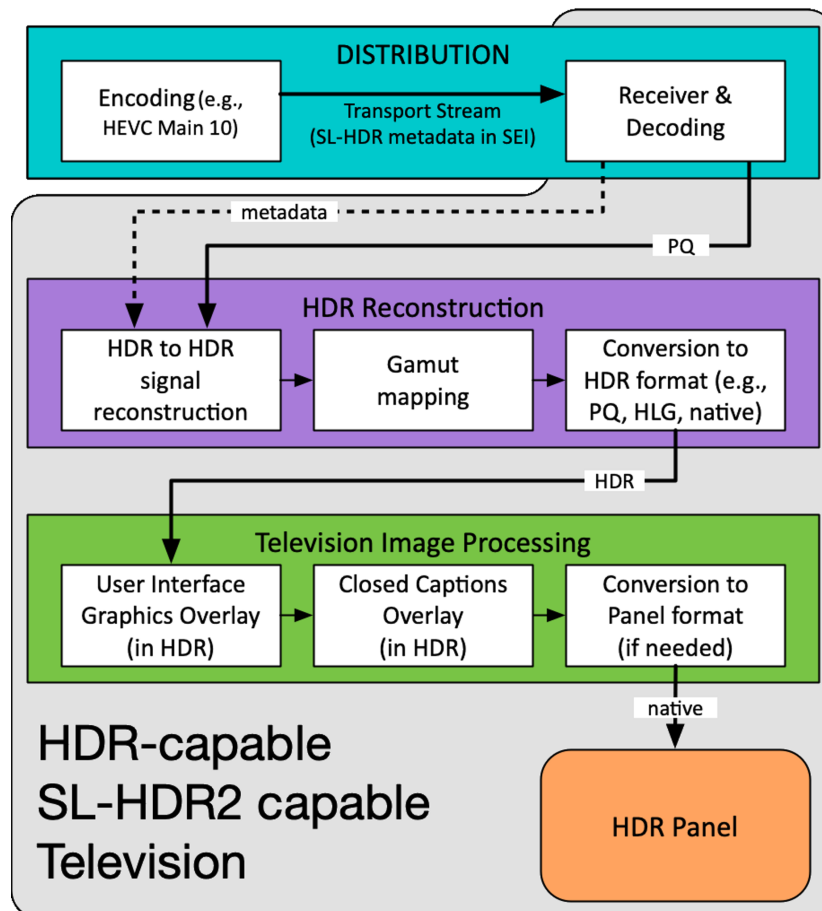 DISTRIBUTION
Encoding (e.g.,
HEVC Main 10)
Transport Stream
(SL-HDR metadata in SEI)
Receiver &
Decoding
metadata
PQ
HDR Reconstruction
HDR to HDR
signal
reconstruction
Gamut
mapping
Conversion to
HDR format (e.g.,
PQ, HLG, native)
HDR
Television Image Processing
User Interface
Graphics Overlay
(in HDR)
Closed Captions
Overlay
(in HDR)
Conversion to
Panel format
(if needed)
native
HDR-capable
SL-HDR2 capable
Television
HDR Panel